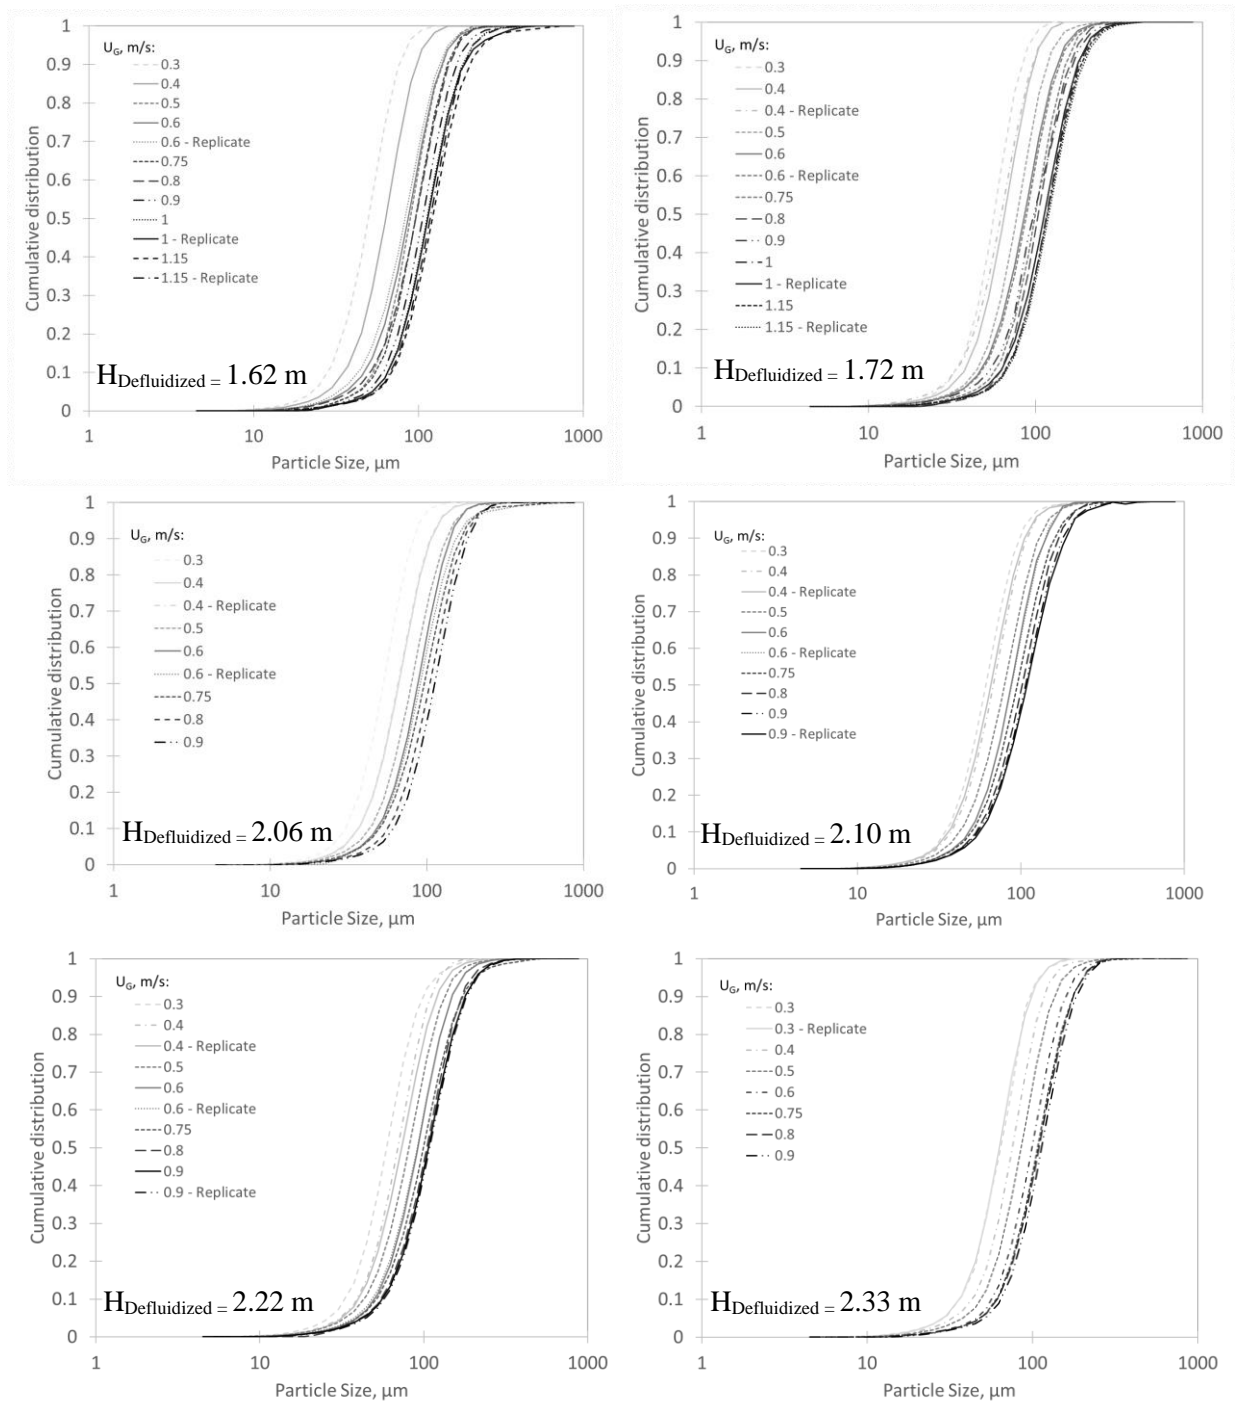 1
0.9
0.8
0.7
0.6
0.5
0.4
0.3
0.2
0.1
0
Cumulative distribution
U_G, m/s:
0.3
0.4
0.5
0.6
0.6 - Replicate
0.75
0.8
0.9
1
1 - Replicate
1.15
1.15 - Replicate
H_Defluidized = 1.62 m
1 10 100 1000
Particle Size, µm
1
0.9
0.8
0.7
0.6
0.5
0.4
0.3
0.2
0.1
0
Cumulative distribution
U_G, m/s:
0.3
0.4
0.4 - Replicate
0.5
0.6
0.6 - Replicate
0.75
0.8
0.9
1
1 - Replicate
1.15
1.15 - Replicate
H_Defluidized = 1.72 m
1 10 100 1000
Particle Size, µm
1
0.9
0.8
0.7
0.6
0.5
0.4
0.3
0.2
0.1
0
Cumulative distribution
U_G, m/s:
0.3
0.4
0.4 - Replicate
0.5
0.6
0.6 - Replicate
0.75
0.8
0.9
H_Defluidized = 2.06 m
1 10 100 1000
Particle Size, µm
1
0.9
0.8
0.7
0.6
0.5
0.4
0.3
0.2
0.1
0
Cumulative distribution
U_G, m/s:
0.3
0.4
0.4 - Replicate
0.5
0.6
0.6 - Replicate
0.75
0.8
0.9
0.9 - Replicate
H_Defluidized = 2.10 m
1 10 100 1000
Particle Size, µm
1
0.9
0.8
0.7
0.6
0.5
0.4
0.3
0.2
0.1
0
Cumulative distribution
U_G, m/s:
0.3
0.4
0.4 - Replicate
0.5
0.6
0.6 - Replicate
0.75
0.8
0.9
0.9 - Replicate
H_Defluidized = 2.22 m
1 10 100 1000
Particle Size, µm
1
0.9
0.8
0.7
0.6
0.5
0.4
0.3
0.2
0.1
0
Cumulative distribution
U_G, m/s:
0.3
0.3 - Replicate
0.4
0.5
0.6
0.75
0.8
0.9
H_Defluidized = 2.33 m
1 10 100 1000
Particle Size, µm